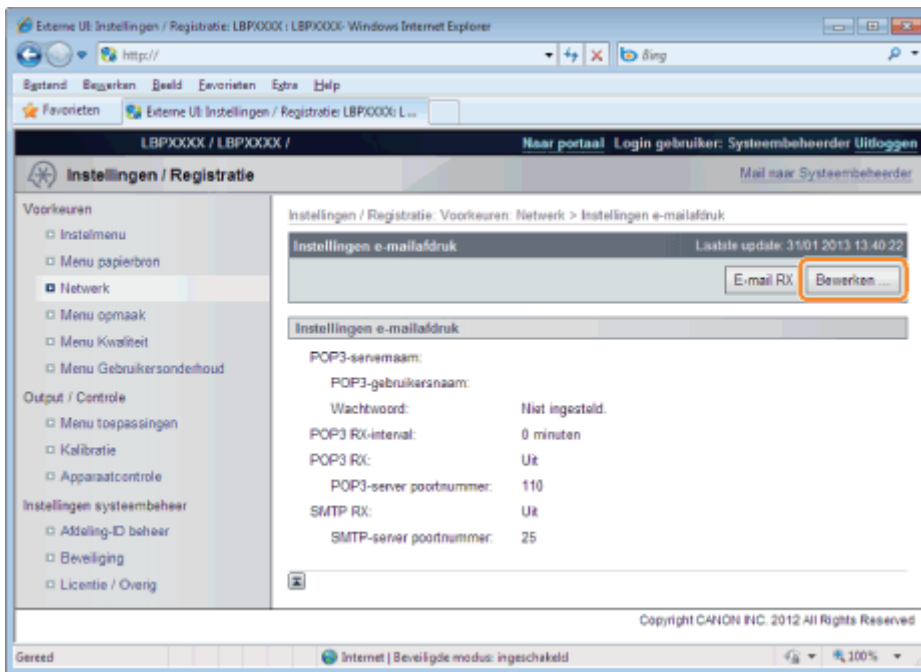 Externe UI: Instellingen / Registratie: LBPXXXX : LBPXXXX- Windows Internet Explorer
http://
Bing
Bestand Bewerken Beeld Favorieten Extra Help
Favorieten Externe UI: Instellingen / Registratie: LBPXXXX: L...
LBPXXXX / LBPXXXX / Naar portaal Login gebruiker: Systeembeheerder Uitloggen
Instellingen / Registratie Mail naar Systeembeheerder
Voorkeuren
Instelmenu
Menu papierbron
Netwerk
Menu opmaak
Menu Kwaliteit
Menu Gebruikersonderhoud
Output / Controle
Menu toepassingen
Kalibratie
Apparaatcontrole
Instellingen systeembeheer
Afdeling-ID beheer
Beveiliging
Licentie / Overig
Instellingen / Registratie: Voorkeuren: Netwerk > Instellingen e-mailafdruk
Instellingen e-mailafdruk Laatste update: 31/01 2013 13:40:22
E-mail RX Bewerken ...
Instellingen e-mailafdruk
POP3-servernaam:
POP3-gebruikersnaam:
Wachtwoord: Niet ingesteld.
POP3 RX-interval: 0 minuten
POP3 RX: Uit
POP3-server poortnummer: 110
SMTP RX: Uit
SMTP-server poortnummer: 25
Copyright CANON INC. 2012 All Rights Reserved
Gereed Internet | Beveiligde modus: ingeschakeld 100%